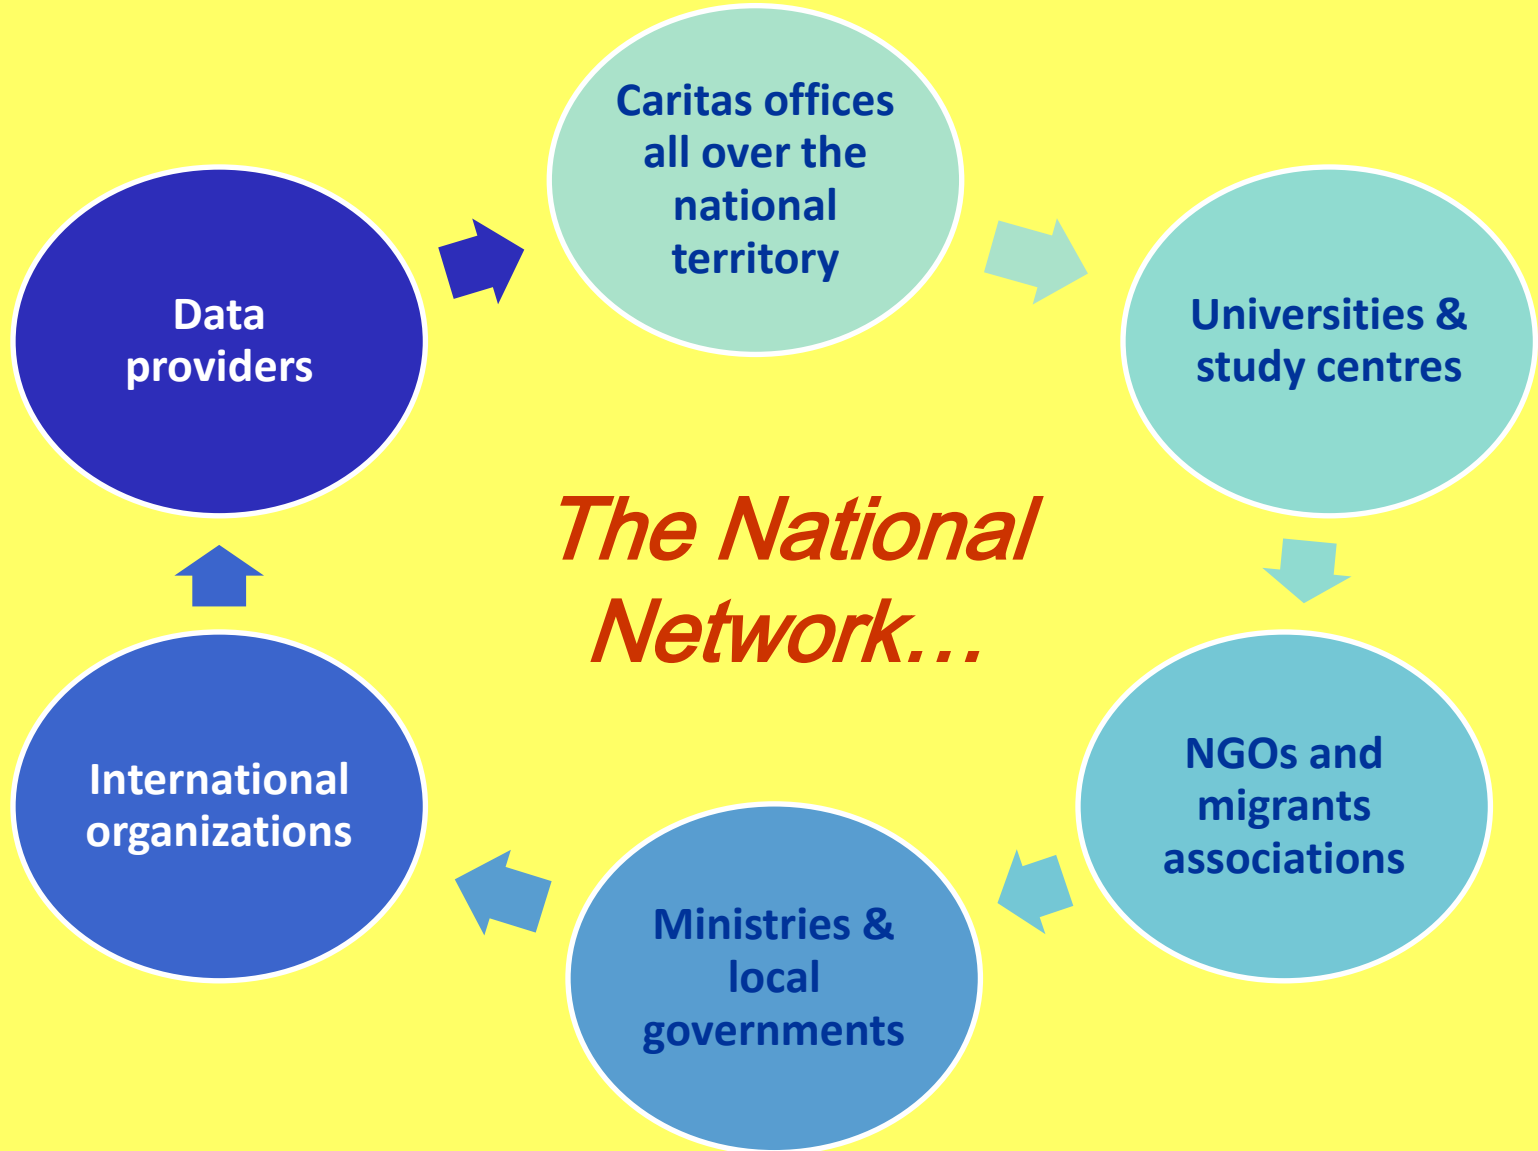 Caritas offices
all over the
national
territory
Universities &
study centres
NGOs and
migrants
associations
Ministries &
local
governments
International
organizations
Data
providers
The National
Network...